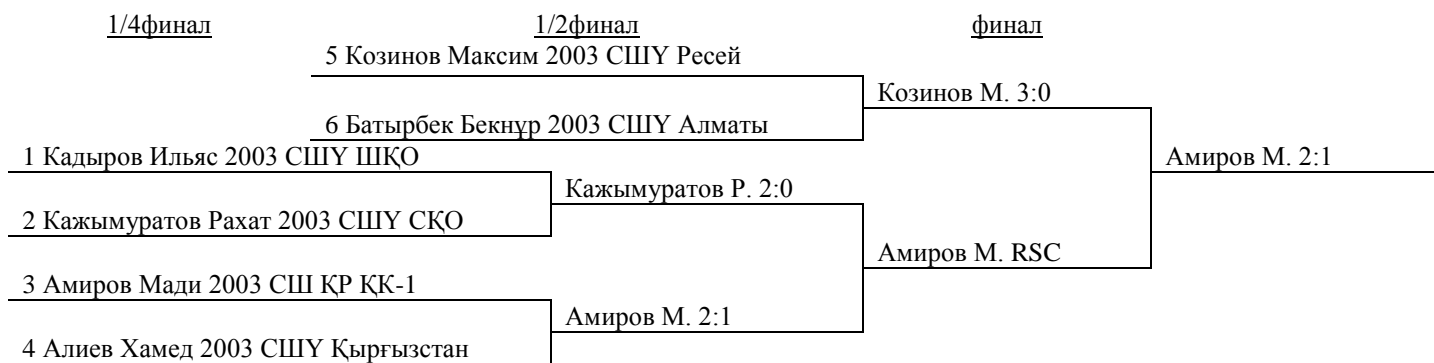 1/4финал 1/2финал финал
5 Козинов Максим 2003 СШҮ Ресей
Козинов М. 3:0
6 Батырбек Бекнұр 2003 СШҮ Алматы
1 Кадыров Ильяс 2003 СШҮ ШҚО
Амиров М. 2:1
Кажымуратов Р. 2:0
2 Кажымуратов Рахат 2003 СШҮ СҚО
Амиров М. RSC
3 Амиров Мади 2003 СШ ҚР ҚК-1
Амиров М. 2:1
4 Алиев Хамед 2003 СШҮ Қырғызстан